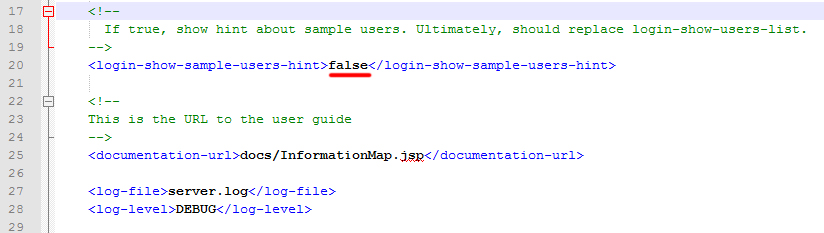 17 <!--
18 If true, show hint about sample users. Ultimately, should replace login-show-users-list.
19 -->
20 <login-show-sample-users-hint>false</login-show-sample-users-hint>
21
22 <!--
23 This is the URL to the user guide
24 -->
25 <documentation-url>docs/InformationMap.jsp</documentation-url>
26
27 <log-file>server.log</log-file>
28 <log-level>DEBUG</log-level>
29